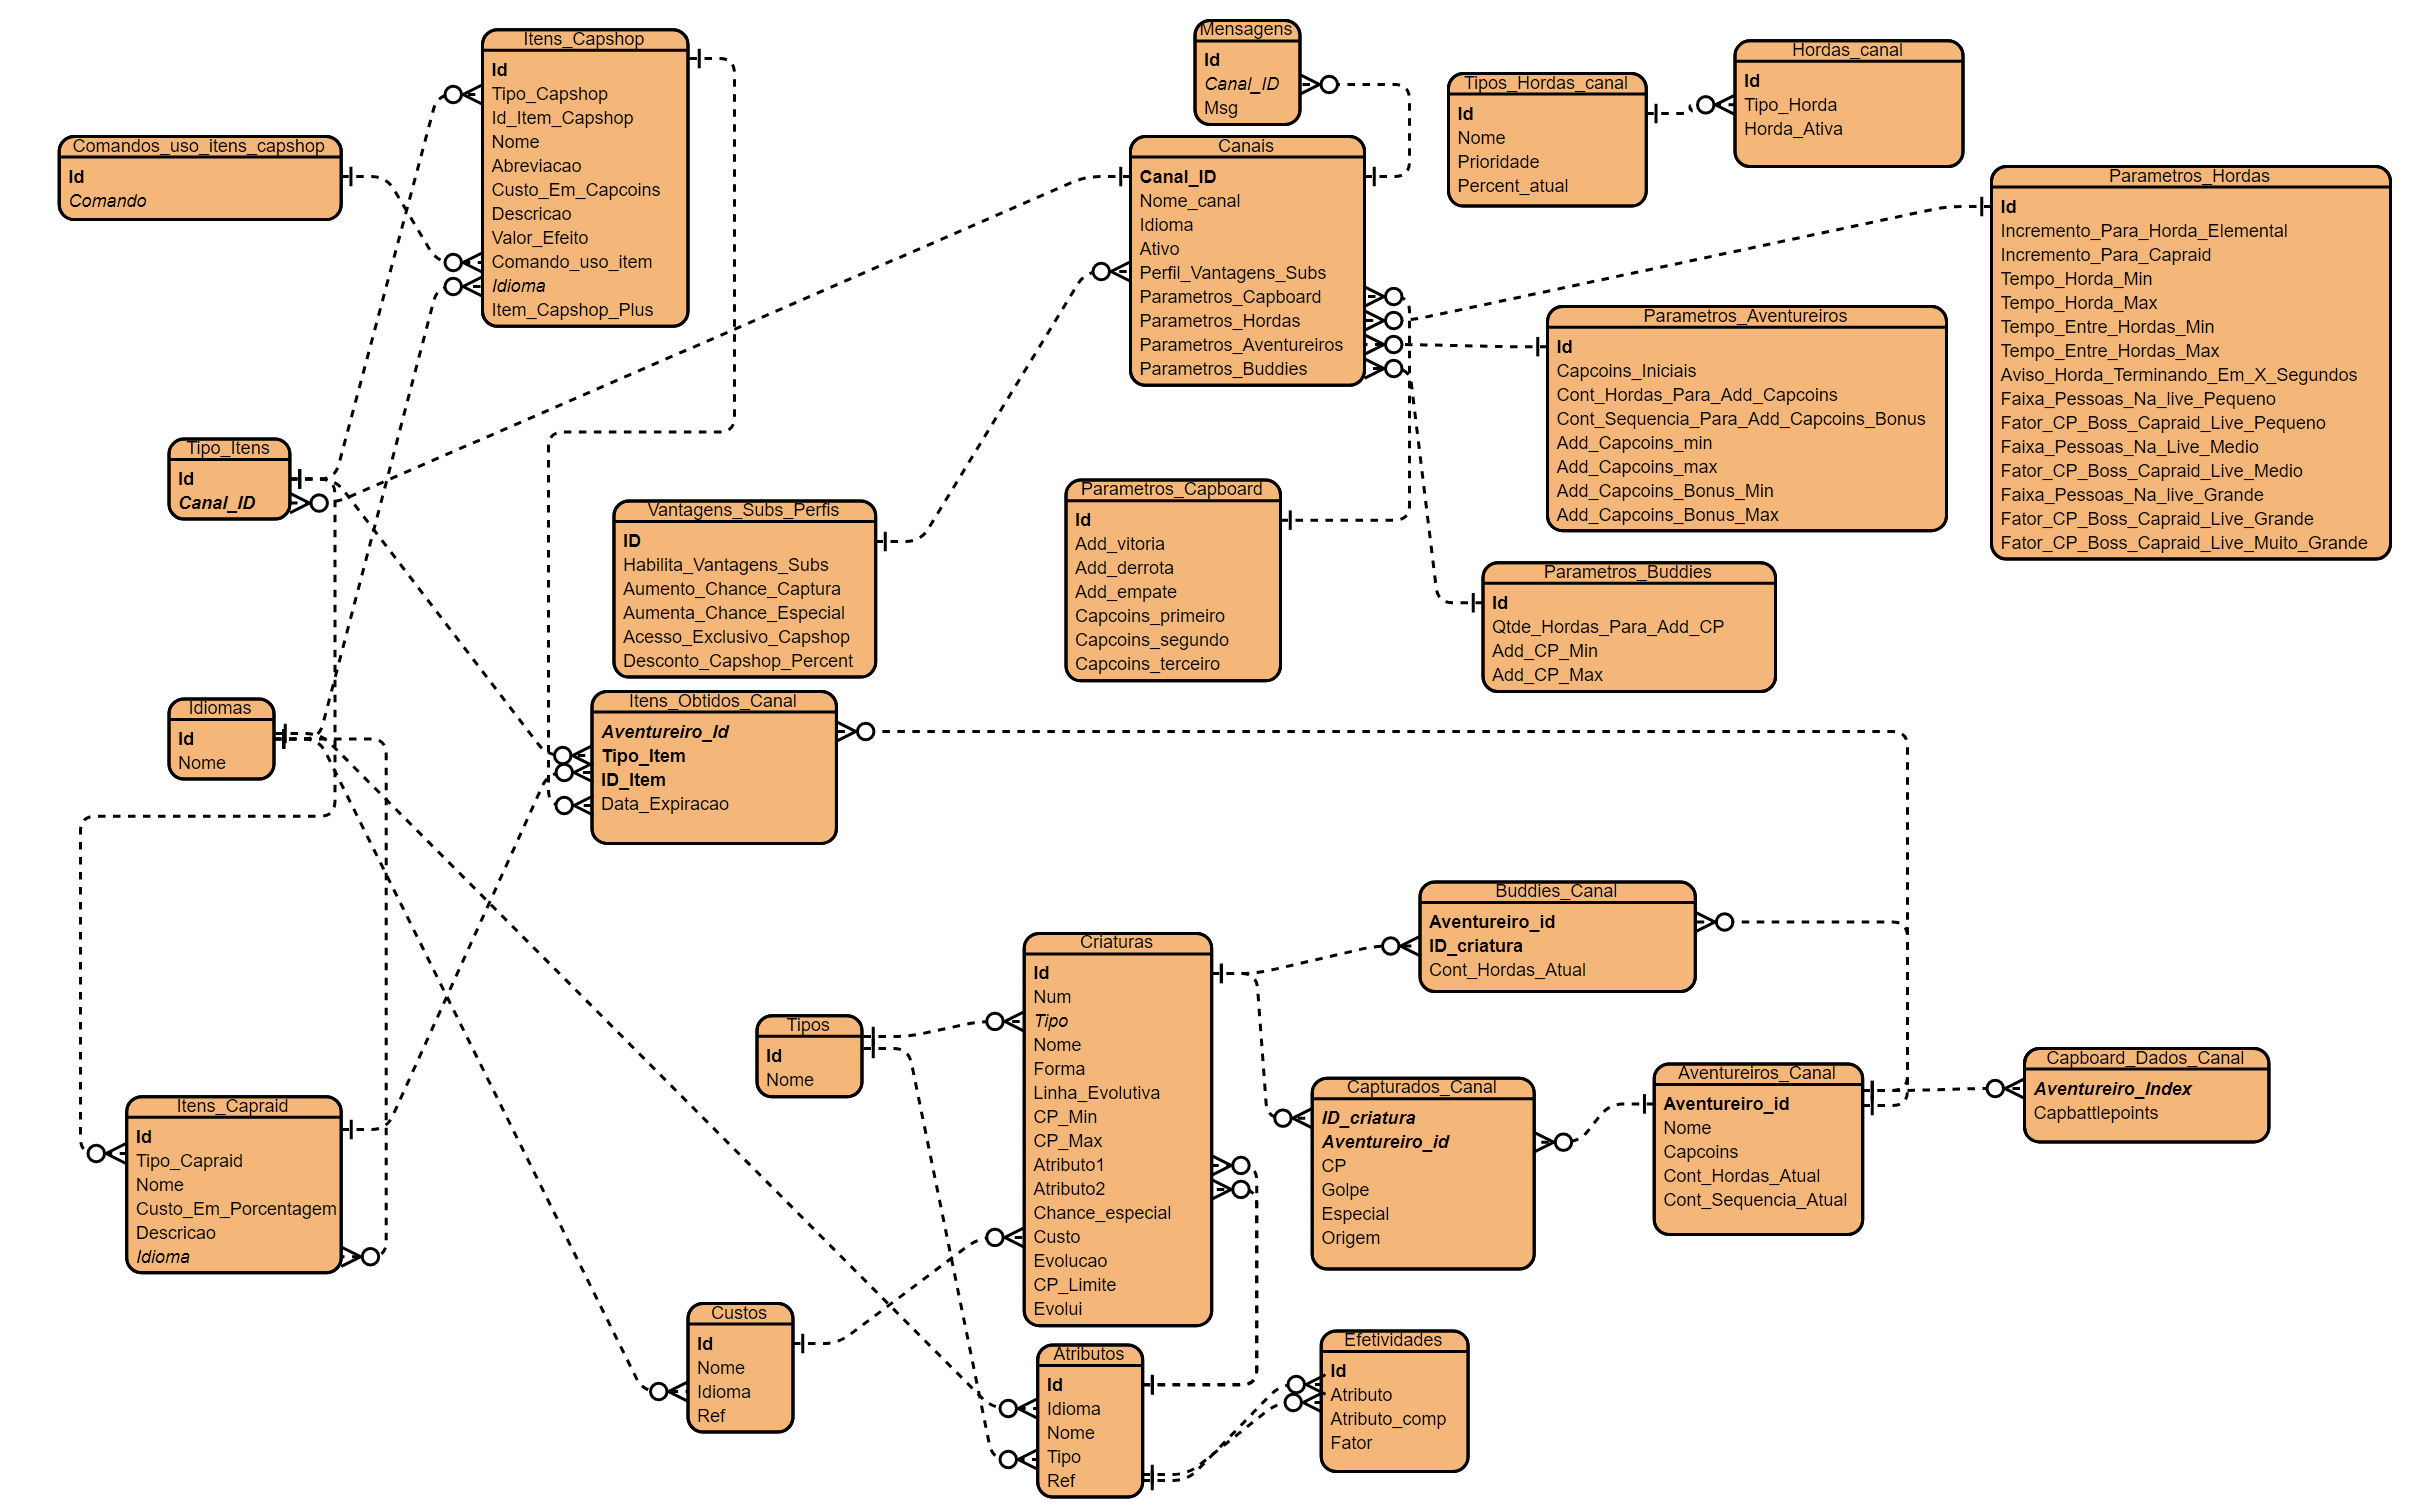 Itens_Capshop
Id
Tipo_Capshop
Id_Item_Capshop
Nome
Abreviacao
Custo_Em_Capcoins
Descricao
Valor_Efeito
Comando_uso_item
Idioma
Item_Capshop_Plus
Mensagens
Id
Canal_ID
Msg
Tipos_Hordas_canal
Id
Nome
Prioridade
Percent_atual
Hordas_canal
Id
Tipo_Horda
Horda_Ativa
Comandos_uso_itens_capshop
Id
Comando
Canais
Canal_ID
Nome_canal
Idioma
Ativo
Perfil_Vantagens_Subs
Parametros_Capboard
Parametros_Hordas
Parametros_Aventureiros
Parametros_Buddies
Parametros_Hordas
Id
Incremento_Para_Horda_Elemental
Incremento_Para_Capraid
Tempo_Horda_Min
Tempo_Horda_Max
Tempo_Entre_Hordas_Min
Tempo_Entre_Hordas_Max
Aviso_Horda_Terminando_Em_X_Segundos
Faixa_Pessoas_Na_live_Pequeno
Fator_CP_Boss_Capraid_Live_Pequeno
Faixa_Pessoas_Na_Live_Medio
Fator_CP_Boss_Capraid_Live_Medio
Faixa_Pessoas_Na_live_Grande
Fator_CP_Boss_Capraid_Live_Grande
Fator_CP_Boss_Capraid_Live_Muito_Grande
Parametros_Aventureiros
Id
Capcoins_Iniciais
Cont_Hordas_Para_Add_Capcoins
Cont_Sequencia_Para_Add_Capcoins_Bonus
Add_Capcoins_min
Add_Capcoins_max
Add_Capcoins_Bonus_Min
Add_Capcoins_Bonus_Max
Tipo_Itens
Id
Canal_ID
Vantagens_Subs_Perfis
ID
Habilita_Vantagens_Subs
Aumento_Chance_Captura
Aumenta_Chance_Especial
Acesso_Exclusivo_Capshop
Desconto_Capshop_Percent
Parametros_Capboard
Id
Add_vitoria
Add_derrota
Add_empate
Capcoins_primeiro
Capcoins_segundo
Capcoins_terceiro
Parametros_Buddies
Id
Qtde_Hordas_Para_Add_CP
Add_CP_Min
Add_CP_Max
Idiomas
Id
Nome
Itens_Obtidos_Canal
Aventureiro_Id
Tipo_Item
ID_Item
Data_Expiracao
Buddies_Canal
Aventureiro_id
ID_criatura
Cont_Hordas_Atual
Criaturas
Id
Num
Tipo
Nome
Forma
Linha_Evolutiva
CP_Min
CP_Max
Atributo1
Atributo2
Chance_especial
Custo
Evolucao
CP_Limite
Evolui
Tipos
Id
Nome
Capturados_Canal
ID_criatura
Aventureiro_id
CP
Golpe
Especial
Origem
Aventureiros_Canal
Aventureiro_id
Nome
Capcoins
Cont_Hordas_Atual
Cont_Sequencia_Atual
Capboard_Dados_Canal
Aventureiro_Index
Capbattlepoints
Itens_Capraid
Id
Tipo_Capraid
Nome
Custo_Em_Porcentagem
Descricao
Idioma
Custos
Id
Nome
Idioma
Ref
Atributos
Id
Idioma
Nome
Tipo
Ref
Efetividades
Id
Atributo
Atributo_comp
Fator